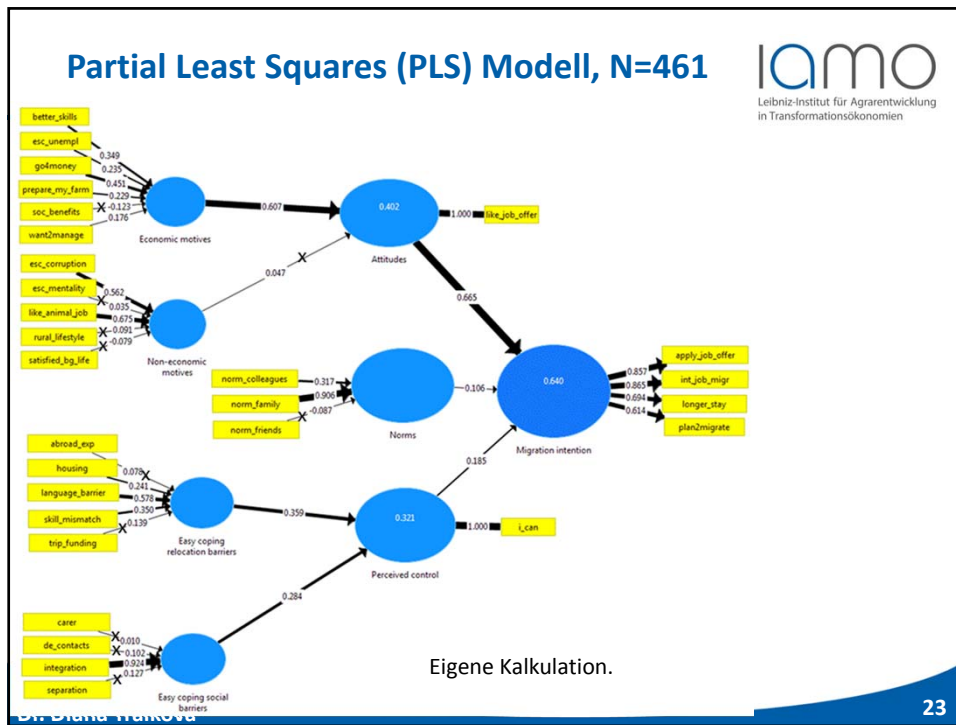 Partial Least Squares (PLS) Modell, N=461
iamo
Leibniz-Institut für Agrarentwicklung
in Transformationsökonomien
better_skills
esc_unempl
go4money
prepare_my_farm
soc_benefits
want2manage
0.349
0.235
0.451
0.229
X -0.123
0.176
Economic motives
0.607
0.402
Attitudes
1.000
like_job_offer
esc_corruption
esc_mentality
like_animal_job
rural_lifestyle
satisfied_bg_life
0.562
X 0.035
0.675
X 0.091
X -0.079
Non-economic
motives
X
0.047
0.665
norm_colleagues
norm_family
norm_friends
0.317
0.906
X -0.087
Norms
0.106
0.640
Migration intention
0.857
0.865
0.694
0.614
apply_job_offer
int_job_migr
longer_stay
plan2migrate
abroad_exp
housing
language_barrier
skill_mismatch
trip_funding
0.078 X
0.241
0.578
0.350
X 0.139
Easy coping
relocation barriers
0.359
0.185
0.321
Perceived control
1.000
i_can
0.284
carer
de_contacts
integration
separation
X 0.010
X 0.102
0.924
X 0.127
Easy coping social
barriers
Eigene Kalkulation.
Dr. Diana Traikova
23